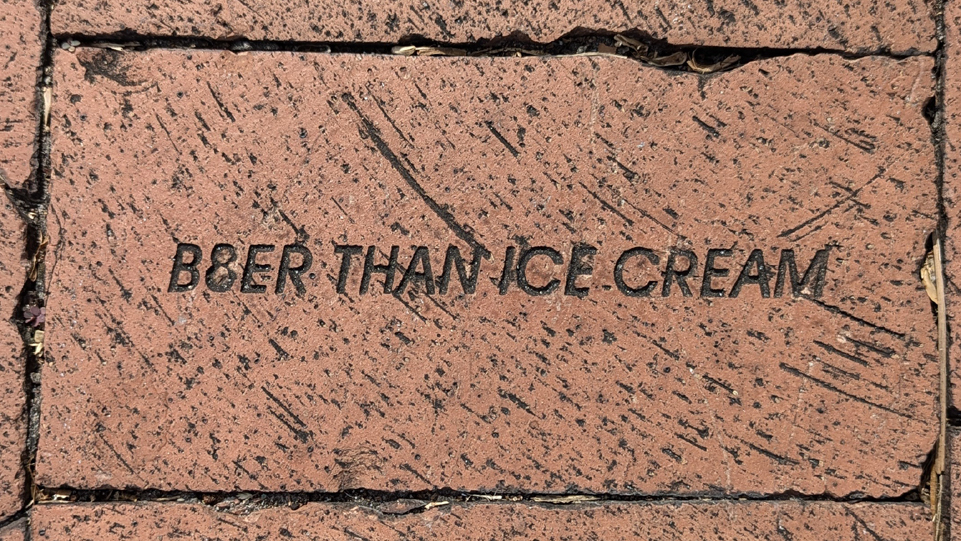 B8ER THAN ICE CREAM